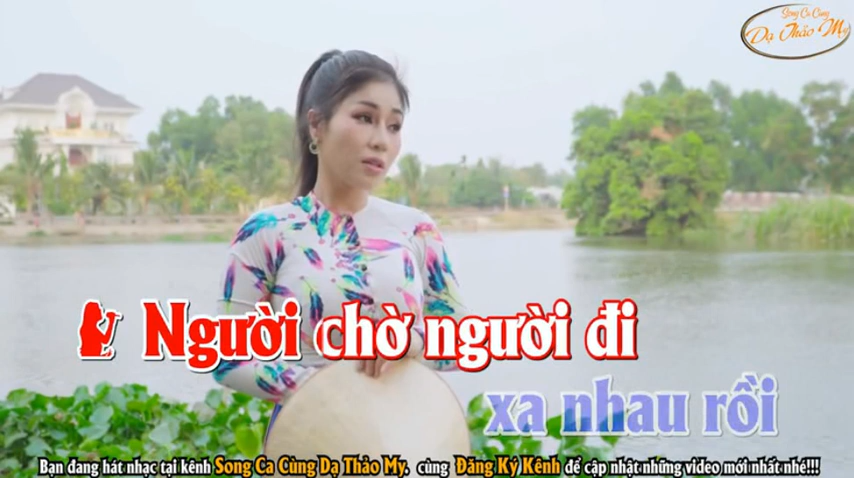 Song Ca Cùng
Dạ Thảo My
Người chờ người đi
xa nhau rồi
Bạn đang hát nhạc tại kênh Song Ca Cùng Dạ Thảo My. cùng Đăng Ký Kênh để cập nhật những video mới nhất nhé!!!